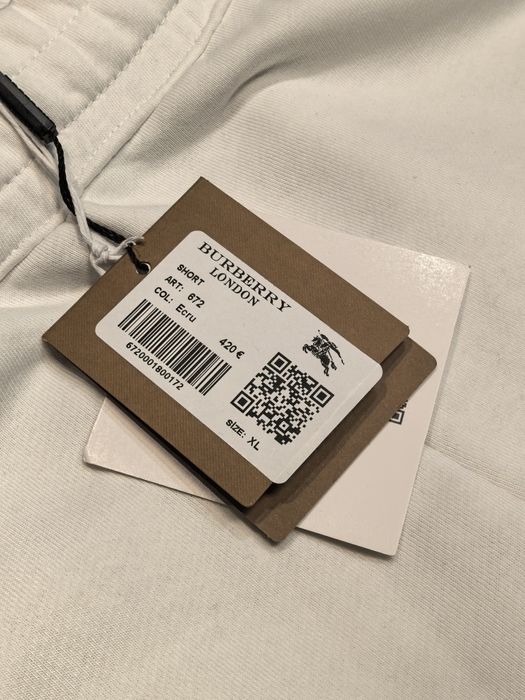 BURBERRY
LONDON
SHORT
ART: 672
COL: Ecru
420€
6720001800172
SIZE: XL